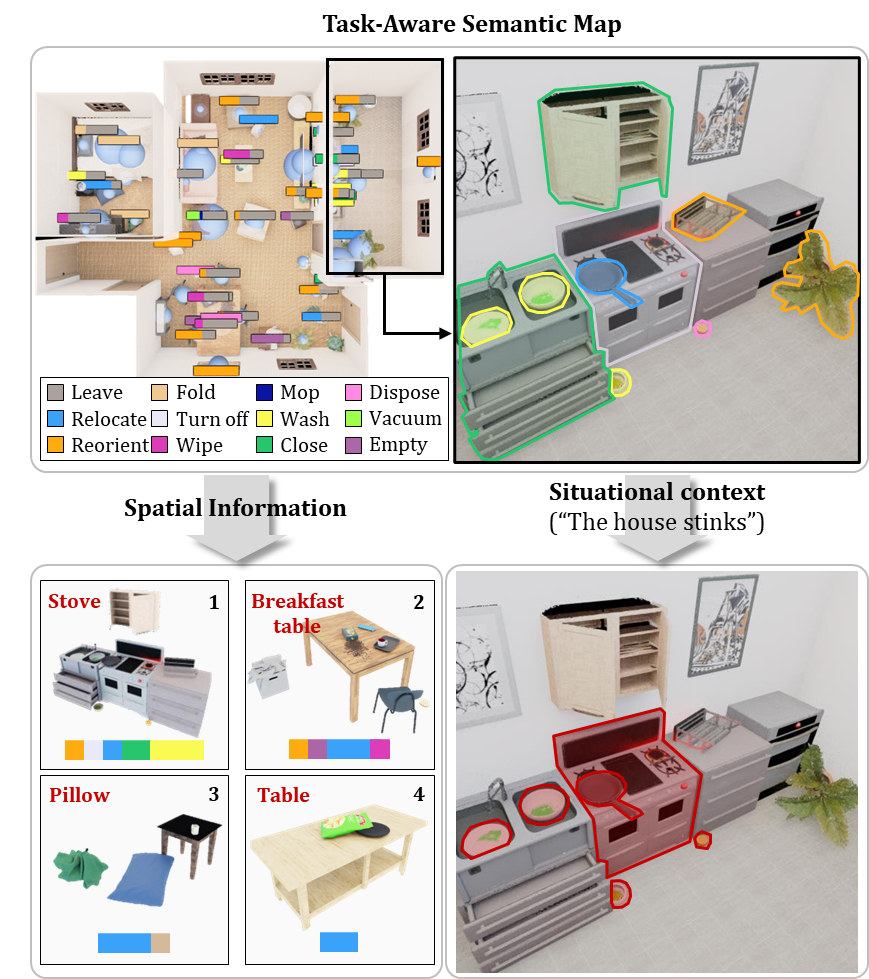 Task-Aware Semantic Map
Leave Fold Mop Dispose
Relocate Turn off Wash Vacuum
Reorient Wipe Close Empty
Spatial Information
Situational context
(“The house stinks”)
Stove 1
Breakfast 2
table
Pillow 3
Table 4